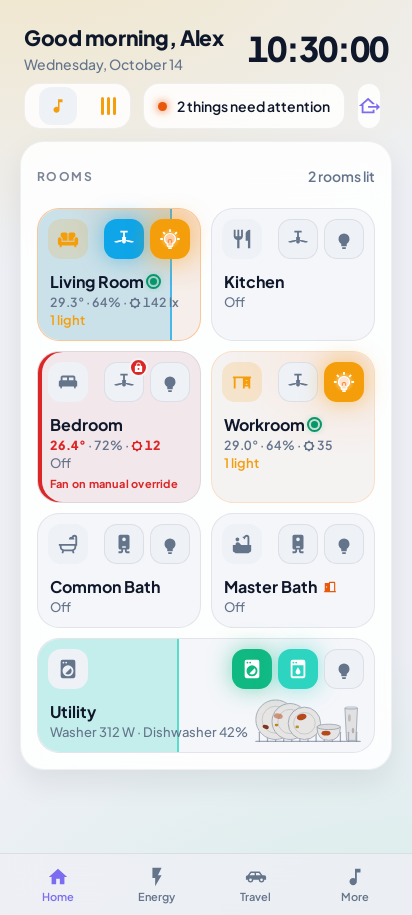 Good morning, Alex
Wednesday, October 14
10:30:00
2 things need attention
ROOMS
2 rooms lit
Living Room
29.3° · 64% · 142 lx
1 light
Kitchen
Off
Bedroom
26.4° · 72% · 12
Off
Fan on manual override
Workroom
29.0° · 64% · 35
1 light
Common Bath
Off
Master Bath
Off
Utility
Washer 312 W · Dishwasher 42%
Home
Energy
Travel
More